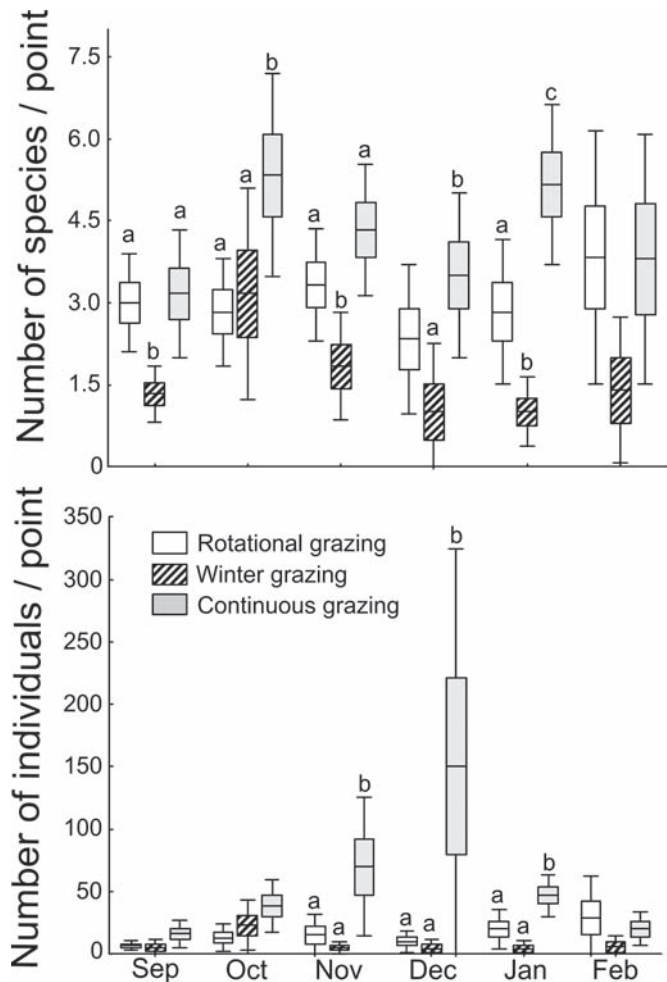 Number of species / point
7.5
6.0
4.5
3.0
1.5
0
a
b
a
a
a
b
a
b
a
a
b
a
b
c
Number of individuals / point
350
300
250
200
150
100
50
0
Rotational grazing
Winter grazing
Continuous grazing
a
a
b
a
a
b
a
a
b
Sep Oct Nov Dec Jan Feb